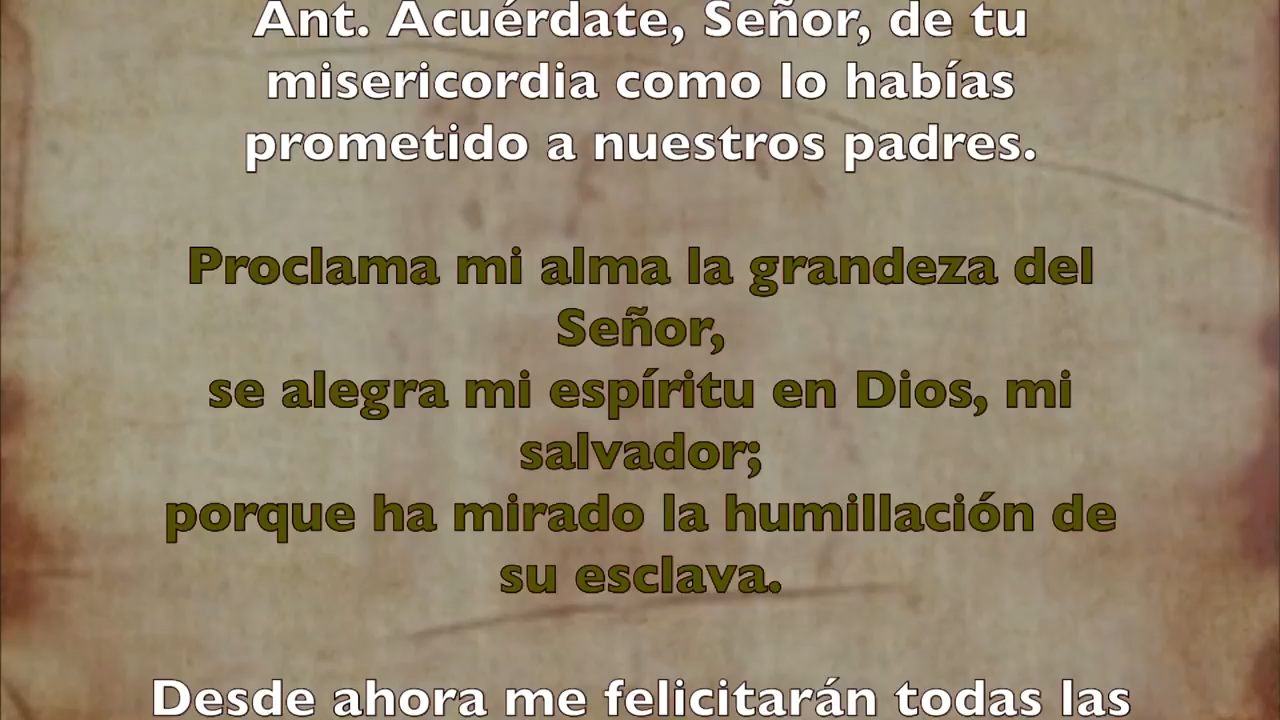 Ant. Acuérdate, Señor, de tu
misericordia como lo habías
prometido a nuestros padres.
Proclama mi alma la grandeza del
Señor,
se alegra mi espíritu en Dios, mi
salvador;
porque ha mirado la humillación de
su esclava.
Desde ahora me felicitarán todas las